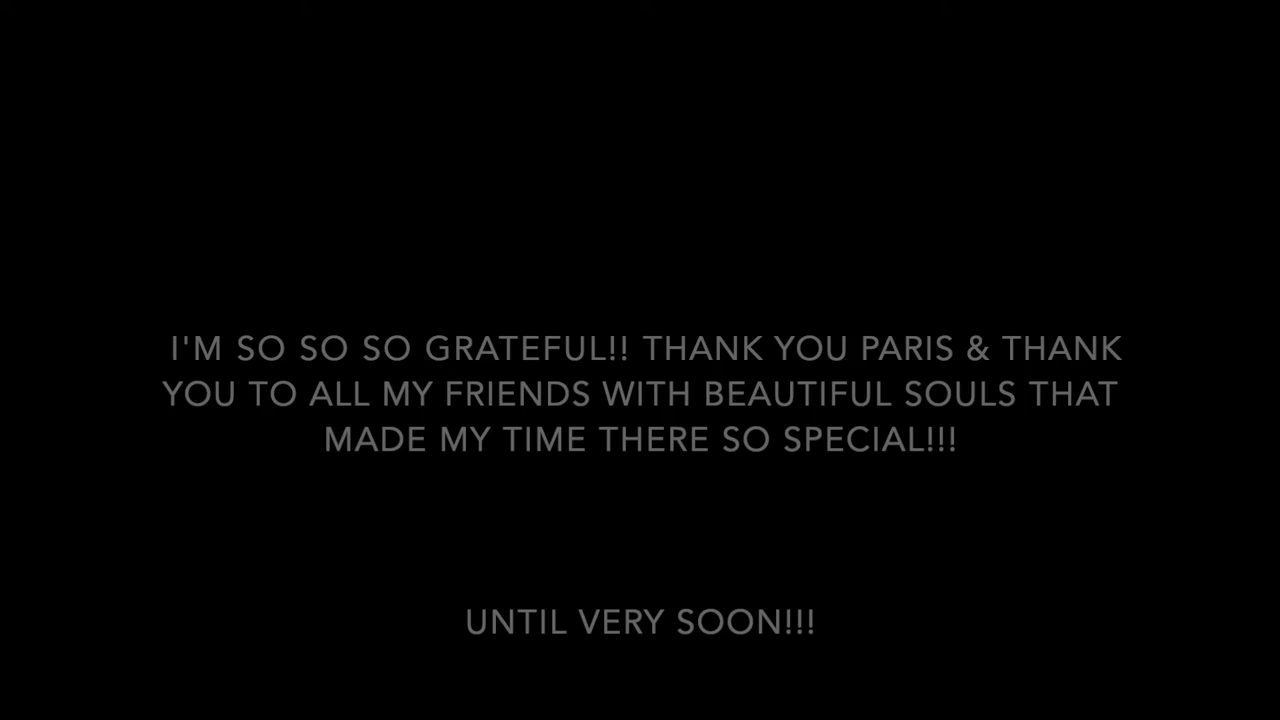 I'M SO SO SO GRATEFUL!! THANK YOU PARIS & THANK
YOU TO ALL MY FRIENDS WITH BEAUTIFUL SOULS THAT
MADE MY TIME THERE SO SPECIAL!!!
UNTIL VERY SOON!!!